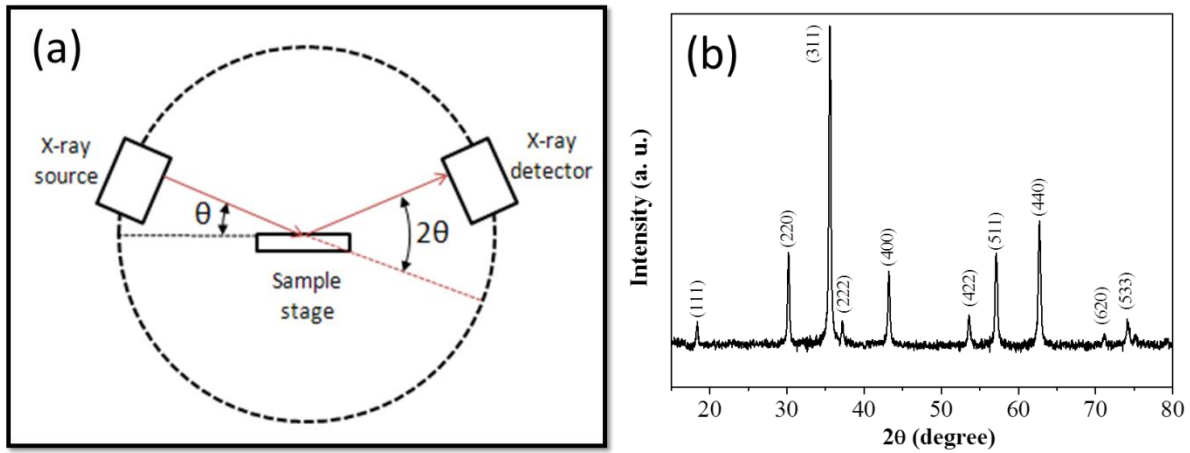 (a)
X-ray
source
X-ray
detector
θ
2θ
Sample
stage
(b)
Intensity (a. u.)
(111)
(220)
(311)
(222)
(400)
(422)
(511)
(440)
(620)
(533)
20 30 40 50 60 70 80
2θ (degree)